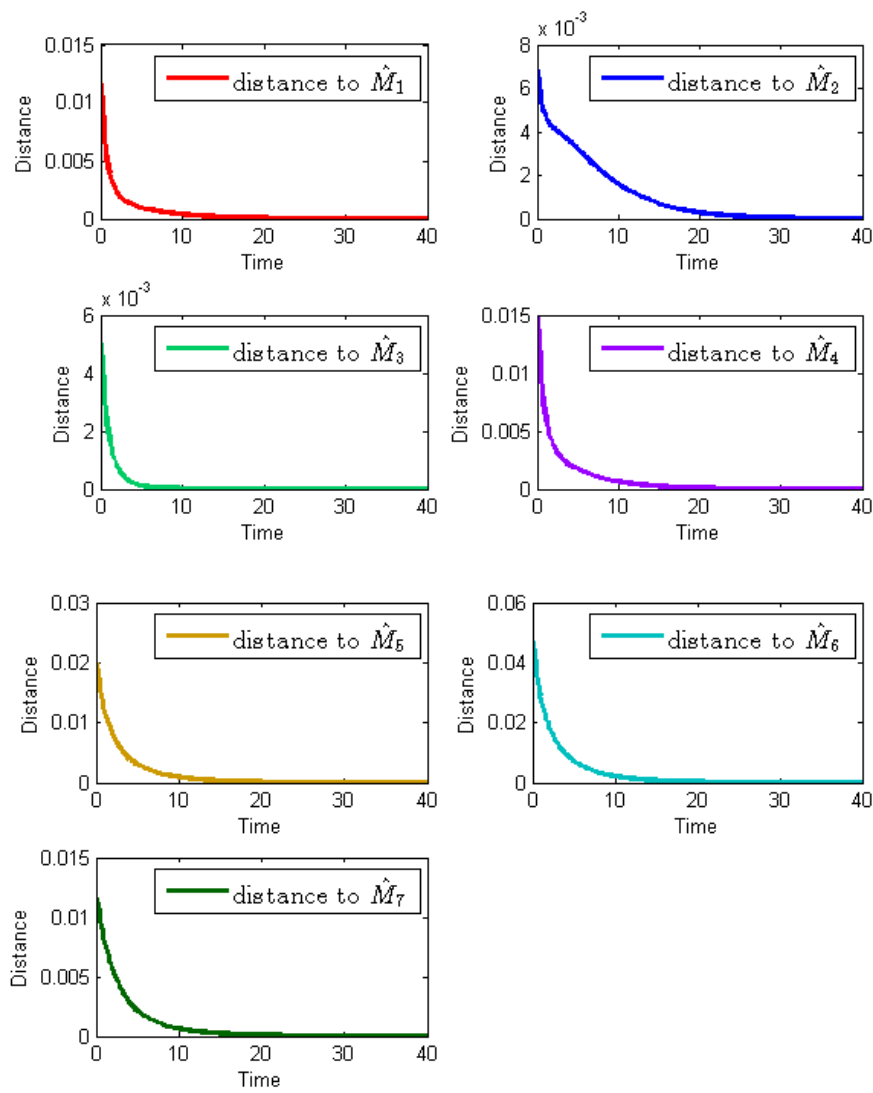 distance to M̂₁
Distance
0.015
0.01
0.005
0
0 10 20 30 40
Time
x 10⁻³
distance to M̂₂
Distance
8
6
4
2
0
0 10 20 30 40
Time
x 10⁻³
distance to M̂₃
Distance
6
4
2
0
0 10 20 30 40
Time
distance to M̂₄
Distance
0.015
0.01
0.005
0
0 10 20 30 40
Time
distance to M̂₅
Distance
0.03
0.02
0.01
0
0 10 20 30 40
Time
distance to M̂₆
Distance
0.06
0.04
0.02
0
0 10 20 30 40
Time
distance to M̂₇
Distance
0.015
0.01
0.005
0
0 10 20 30 40
Time